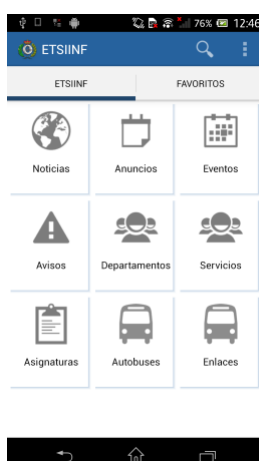 76% 12:46
ETSIINF
ETSIINF FAVORITOS
Noticias Anuncios Eventos
Avisos Departamentos Servicios
Asignaturas Autobuses Enlaces